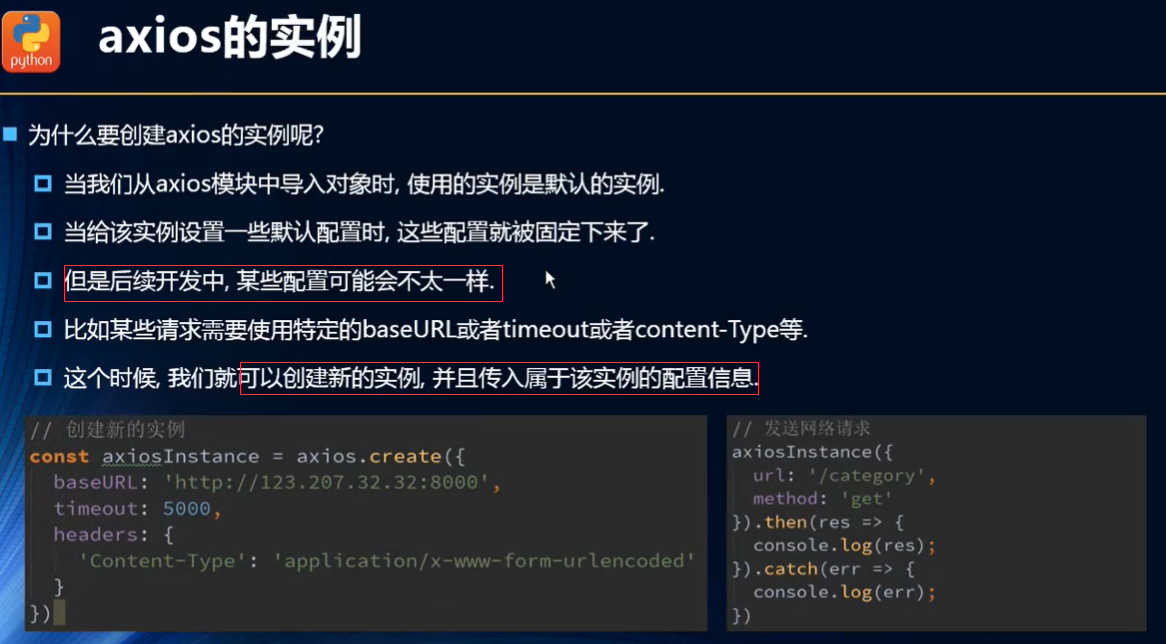 python
axios的实例
为什么要创建axios的实例呢?
当我们从axios模块中导入对象时, 使用的实例是默认的实例.
当给该实例设置一些默认配置时, 这些配置就被固定下来了.
但是后续开发中, 某些配置可能会不太一样.
比如某些请求需要使用特定的baseURL或者timeout或者content-Type等.
这个时候, 我们就可以创建新的实例, 并且传入属于该实例的配置信息.
// 创建新的实例
const axiosInstance = axios.create({
baseURL: 'http://123.207.32.32:8000',
timeout: 5000,
headers: {
'Content-Type': 'application/x-www-form-urlencoded'
}
})
// 发送网络请求
axiosInstance({
url: '/category',
method: 'get'
}).then(res => {
console.log(res);
}).catch(err => {
console.log(err);
})